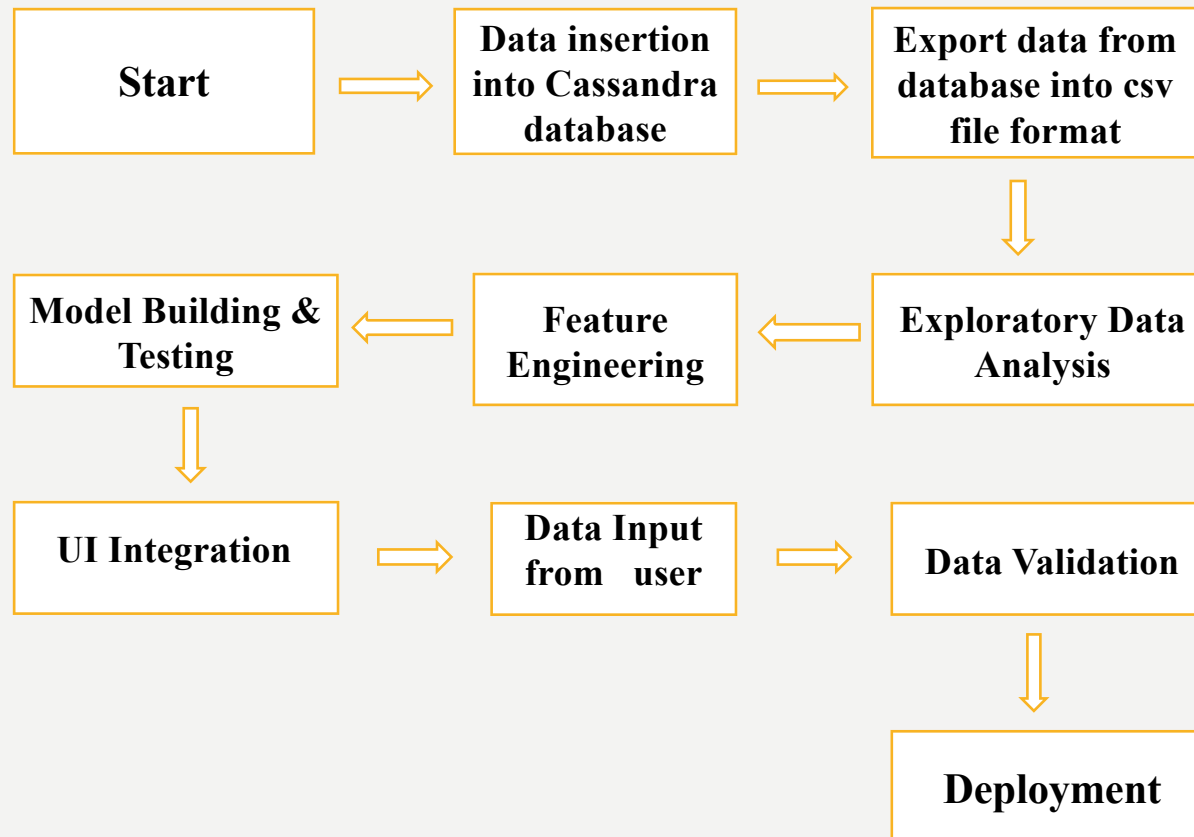 Start
Data insertion
into Cassandra
database
Export data from
database into csv
file format
Model Building &
Testing
Feature
Engineering
Exploratory Data
Analysis
UI Integration
Data Input
from user
Data Validation
Deployment